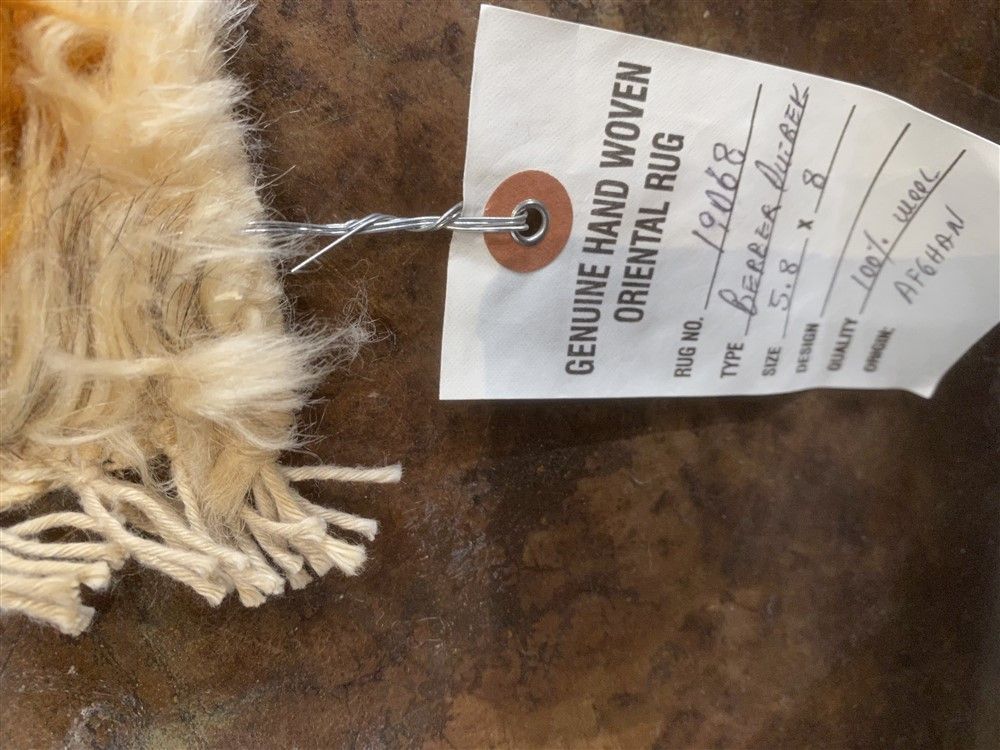 GENUINE HAND WOVEN
ORIENTAL RUG
RUG NO. 19068
TYPE BERBER
SIZE 5.8 x 8
DESIGN
QUALITY 100% WOOL
ORIGIN: AFGHAN